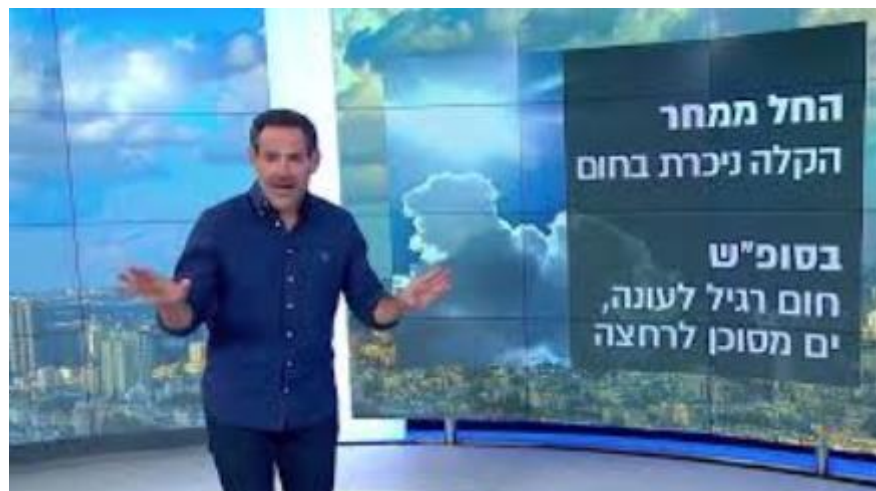 החל ממחר
הקלה ניכרת בחום
בסופ"ש
חום רגיל לעונה,
ים מסוכן לרחצה